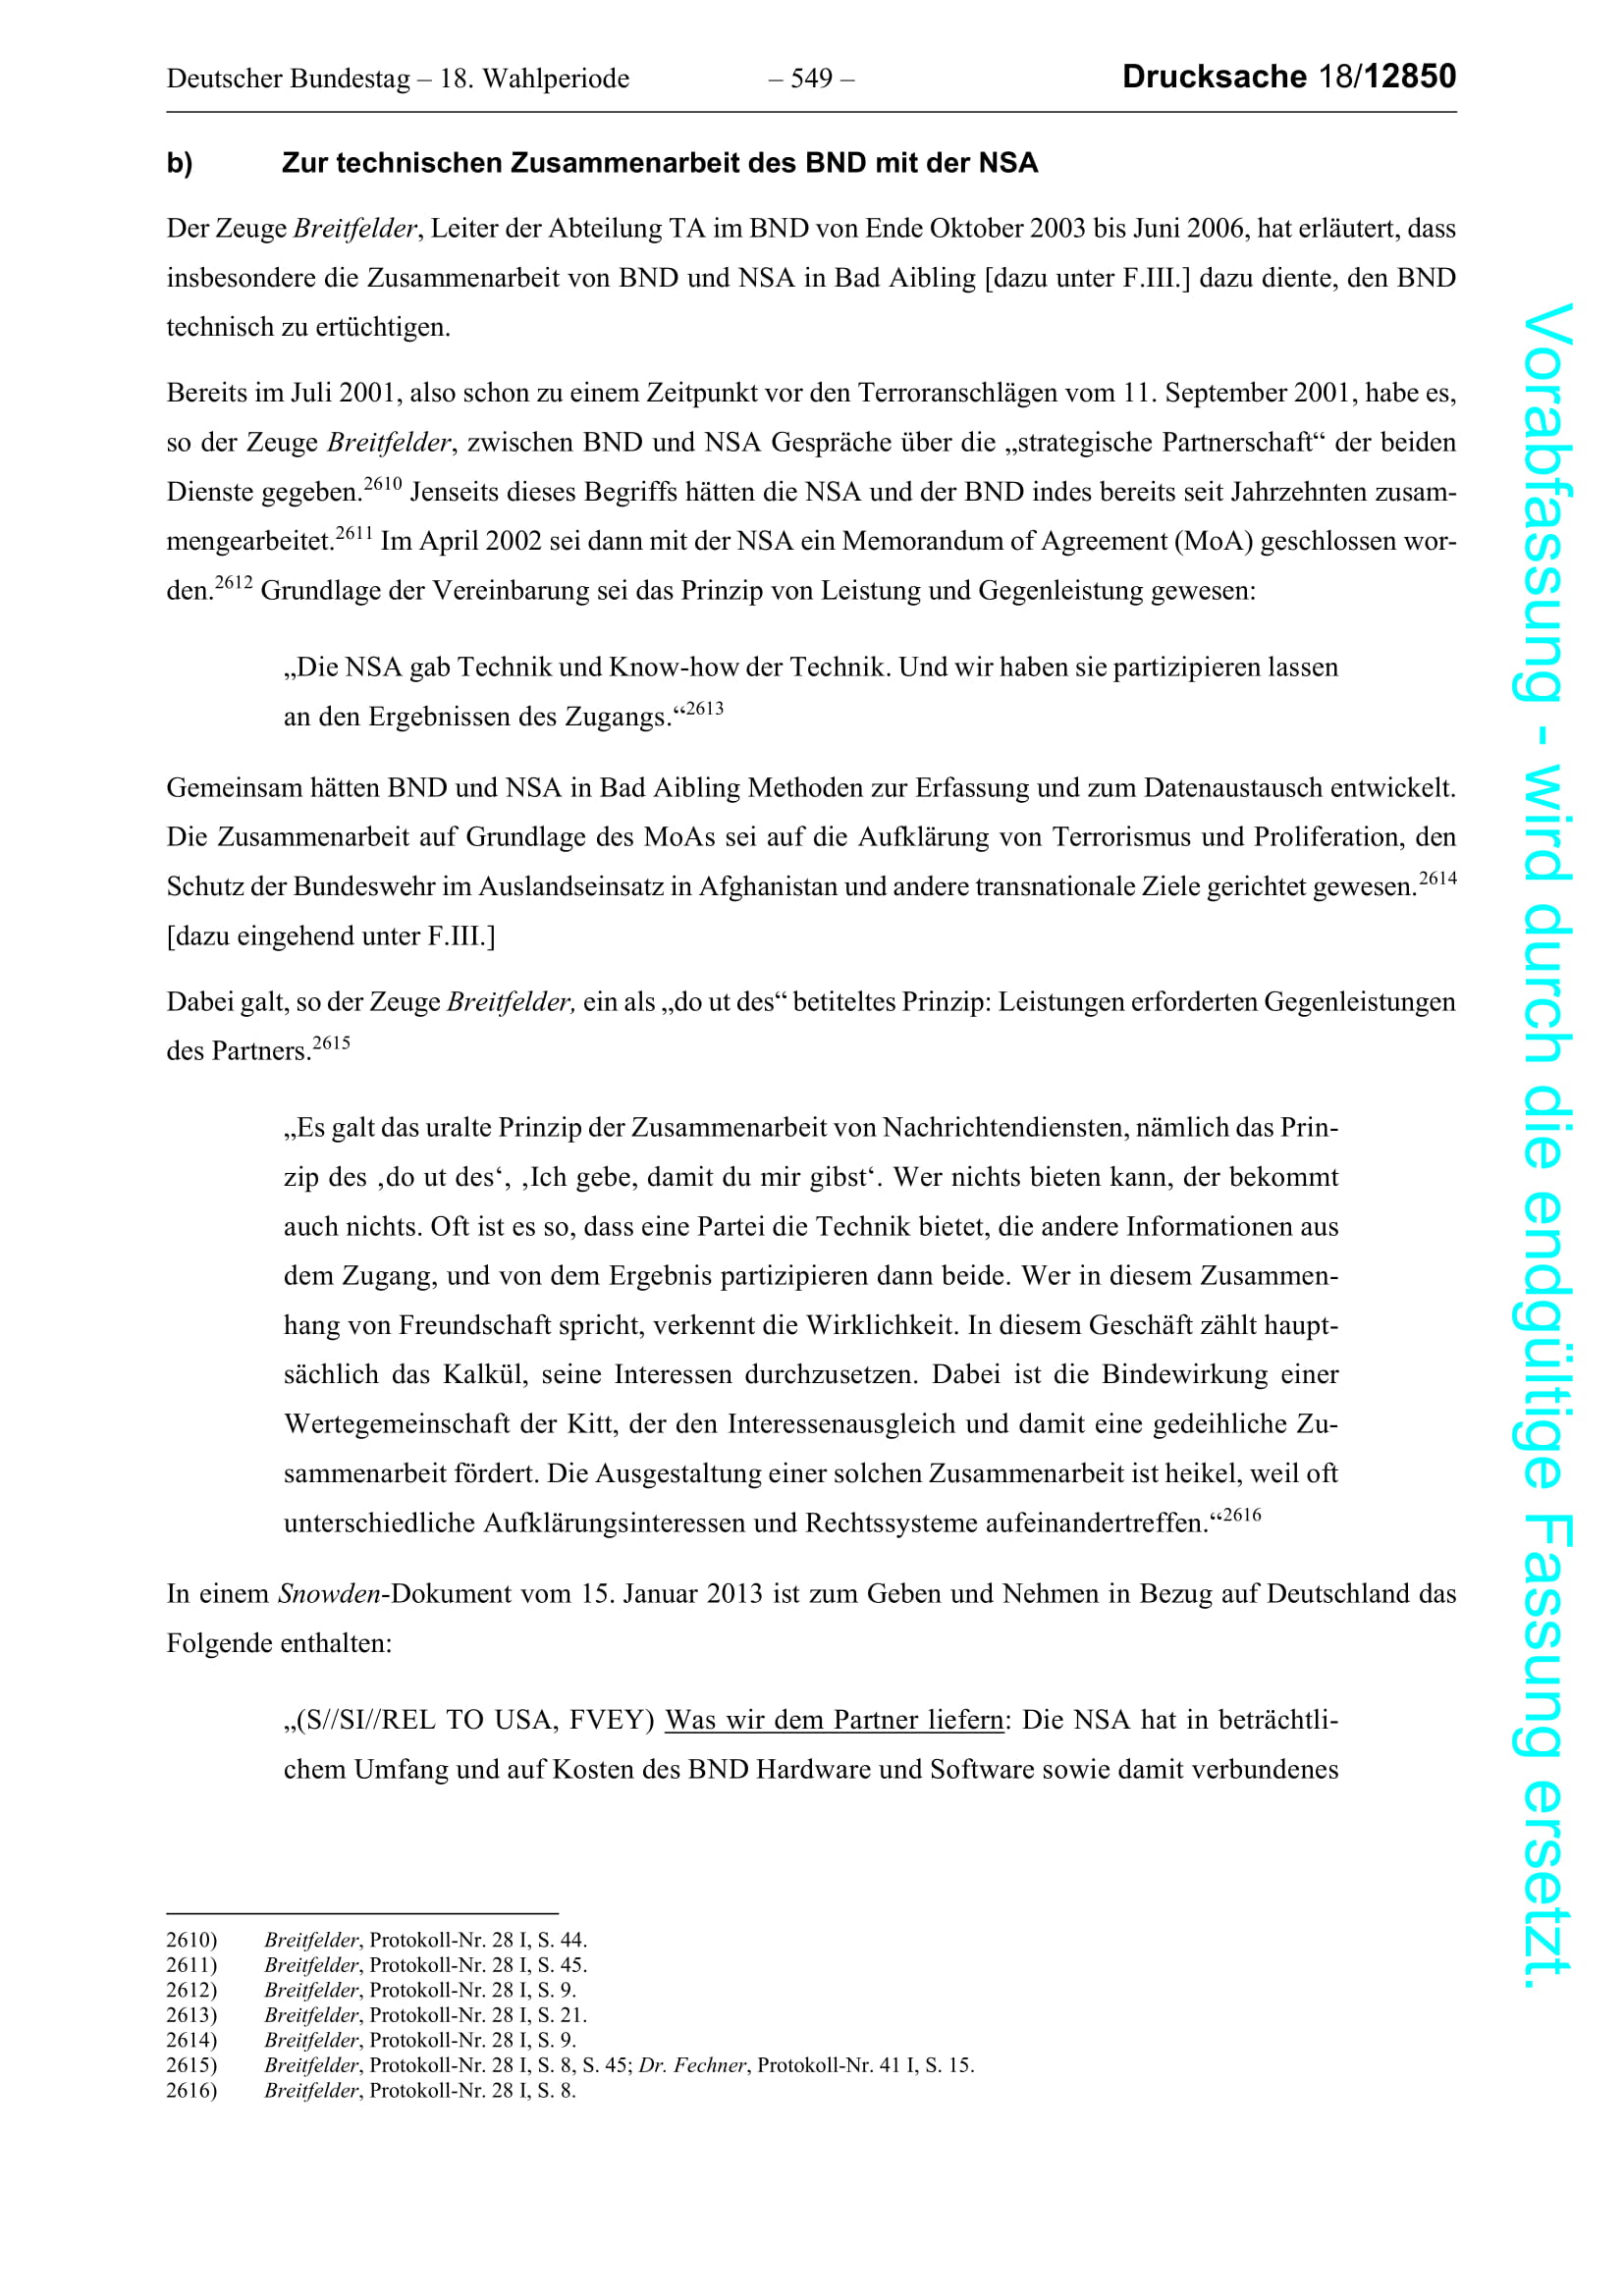 Deutscher Bundestag – 18. Wahlperiode – 549 – Drucksache 18/12850
b) Zur technischen Zusammenarbeit des BND mit der NSA
Der Zeuge Breitfelder, Leiter der Abteilung TA im BND von Ende Oktober 2003 bis Juni 2006, hat erläutert, dass
insbesondere die Zusammenarbeit von BND und NSA in Bad Aibling [dazu unter F.III.] dazu diente, den BND
technisch zu ertüchtigen.
Bereits im Juli 2001, also schon zu einem Zeitpunkt vor den Terroranschlägen vom 11. September 2001, habe es,
so der Zeuge Breitfelder, zwischen BND und NSA Gespräche über die „strategische Partnerschaft“ der beiden
Dienste gegeben.2610 Jenseits dieses Begriffs hätten die NSA und der BND indes bereits seit Jahrzehnten zusam-
mengearbeitet.2611 Im April 2002 sei dann mit der NSA ein Memorandum of Agreement (MoA) geschlossen wor-
den.2612 Grundlage der Vereinbarung sei das Prinzip von Leistung und Gegenleistung gewesen:
„Die NSA gab Technik und Know-how der Technik. Und wir haben sie partizipieren lassen
an den Ergebnissen des Zugangs.“2613
Gemeinsam hätten BND und NSA in Bad Aibling Methoden zur Erfassung und zum Datenaustausch entwickelt.
Die Zusammenarbeit auf Grundlage des MoAs sei auf die Aufklärung von Terrorismus und Proliferation, den
Schutz der Bundeswehr im Auslandseinsatz in Afghanistan und andere transnationale Ziele gerichtet gewesen.2614
[dazu eingehend unter F.III.]
Dabei galt, so der Zeuge Breitfelder, ein als „do ut des“ betiteltes Prinzip: Leistungen erforderten Gegenleistungen
des Partners.2615
„Es galt das uralte Prinzip der Zusammenarbeit von Nachrichtendiensten, nämlich das Prin-
zip des ‚do ut des‘, ‚Ich gebe, damit du mir gibst‘. Wer nichts bieten kann, der bekommt
auch nichts. Oft ist es so, dass eine Partei die Technik bietet, die andere Informationen aus
dem Zugang, und von dem Ergebnis partizipieren dann beide. Wer in diesem Zusammen-
hang von Freundschaft spricht, verkennt die Wirklichkeit. In diesem Geschäft zählt haupt-
sächlich das Kalkül, seine Interessen durchzusetzen. Dabei ist die Bindewirkung einer
Wertegemeinschaft der Kitt, der den Interessenausgleich und damit eine gedeihliche Zu-
sammenarbeit fördert. Die Ausgestaltung einer solchen Zusammenarbeit ist heikel, weil oft
unterschiedliche Aufklärungsinteressen und Rechtssysteme aufeinandertreffen.“2616
In einem Snowden-Dokument vom 15. Januar 2013 ist zum Geben und Nehmen in Bezug auf Deutschland das
Folgende enthalten:
„(S//SI//REL TO USA, FVEY) Was wir dem Partner liefern: Die NSA hat in beträchtli-
chem Umfang und auf Kosten des BND Hardware und Software sowie damit verbundenes
2610) Breitfelder, Protokoll-Nr. 28 I, S. 44.
2611) Breitfelder, Protokoll-Nr. 28 I, S. 45.
2612) Breitfelder, Protokoll-Nr. 28 I, S. 9.
2613) Breitfelder, Protokoll-Nr. 28 I, S. 21.
2614) Breitfelder, Protokoll-Nr. 28 I, S. 9.
2615) Breitfelder, Protokoll-Nr. 28 I, S. 8, S. 45; Dr. Fechner, Protokoll-Nr. 41 I, S. 15.
2616) Breitfelder, Protokoll-Nr. 28 I, S. 8.
Vorabfassung - wird durch die endgültige Fassung ersetzt.